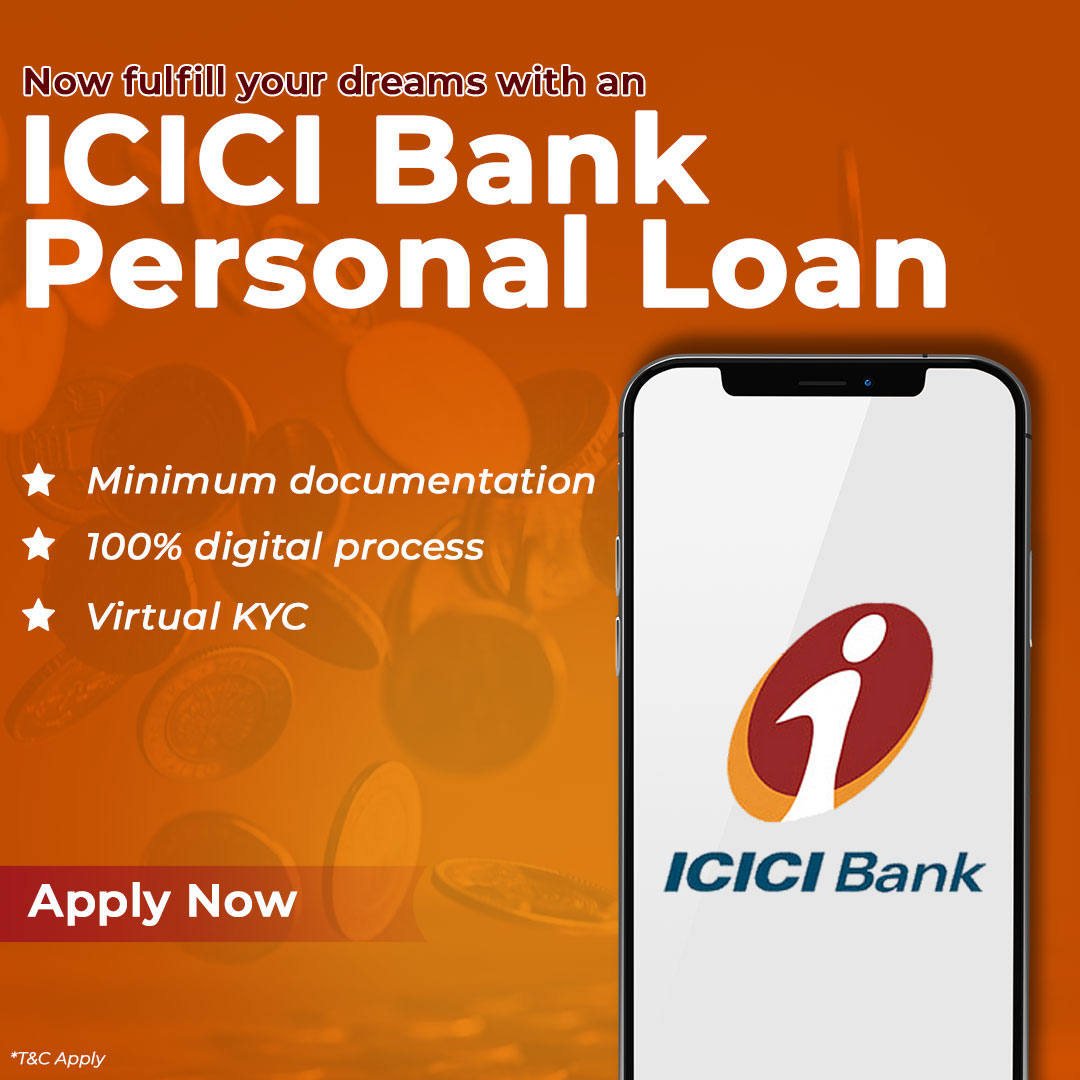 Now fulfill your dreams with an
ICICI Bank
Personal Loan
Minimum documentation
100% digital process
Virtual KYC
ICICI Bank
Apply Now
*T&C Apply